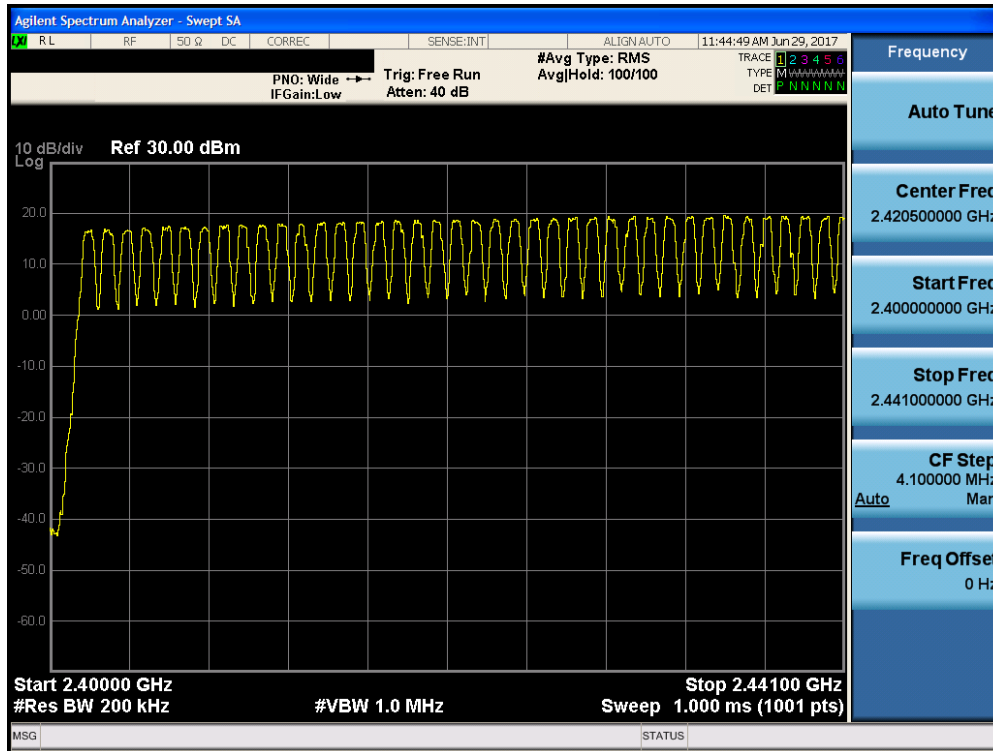 Agilent Spectrum Analyzer - Swept SA
LXI RL RF 50 Ω DC CORREC SENSE:INT ALIGN AUTO 11:44:49 AM Jun 29, 2017
Frequency
PNO: Wide
IFGain:Low
Trig: Free Run
Atten: 40 dB
#Avg Type: RMS
Avg|Hold: 100/100
TRACE 1 2 3 4 5 6
TYPE M WWWWW
DET P N N N N N
Auto Tune
10 dB/div
Log
Ref 30.00 dBm
20.0
10.0
0.00
-10.0
-20.0
-30.0
-40.0
-50.0
-60.0
Center Freq
2.420500000 GHz
Start Freq
2.400000000 GHz
Stop Freq
2.441000000 GHz
CF Step
4.100000 MHz
Auto Man
Freq Offset
0 Hz
Start 2.40000 GHz Stop 2.44100 GHz
#Res BW 200 kHz #VBW 1.0 MHz Sweep 1.000 ms (1001 pts)
MSG STATUS